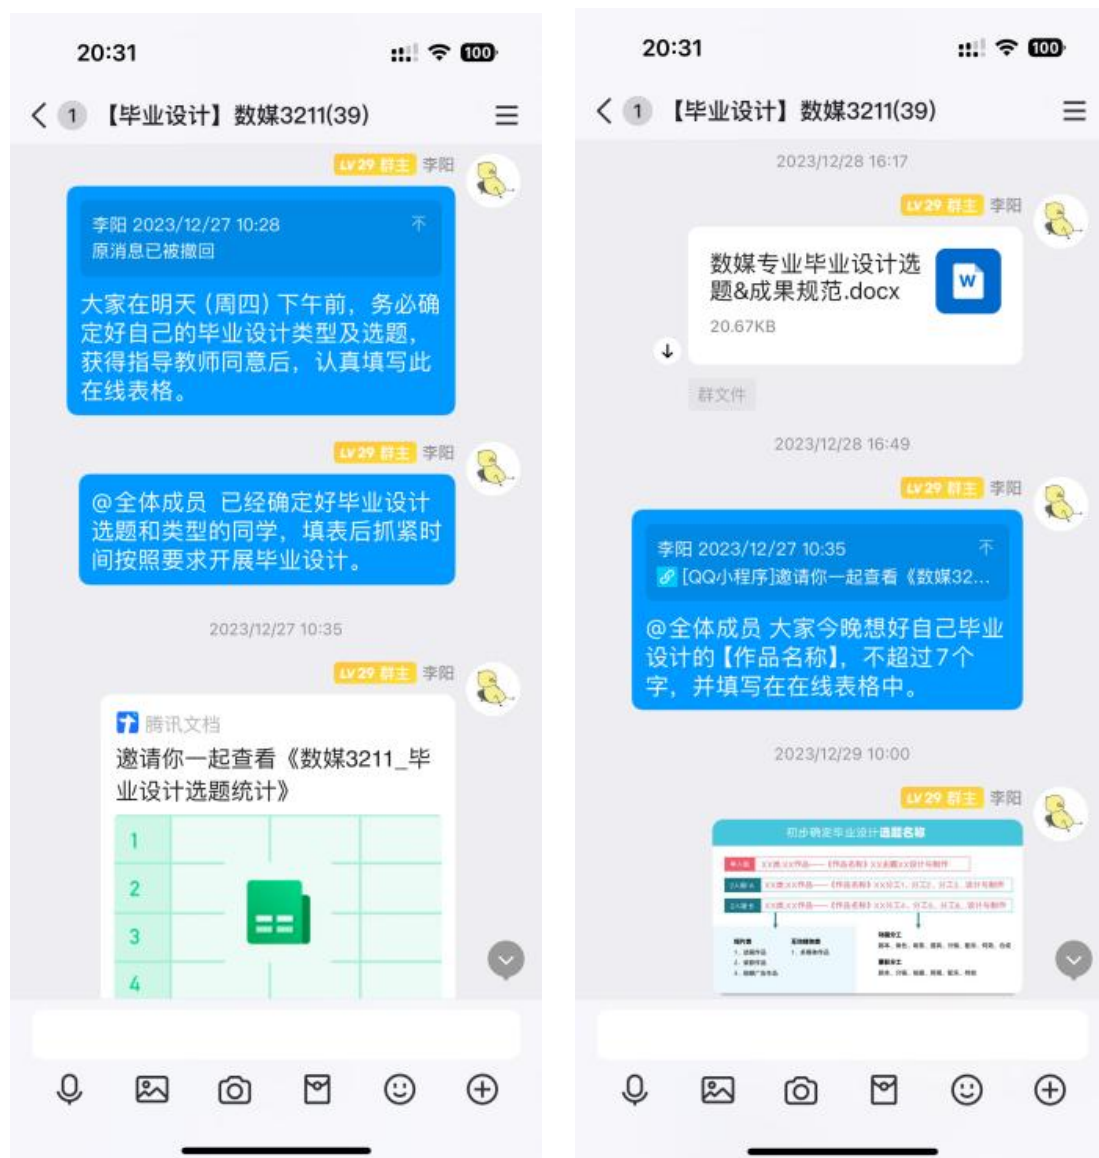 20:31
100
1
【毕业设计】数媒3211(39)
LV29 群主 李阳
李阳 2023/12/27 10:28
原消息已被撤回
大家在明天 (周四) 下午前，务必确
定好自己的毕业设计类型及选题，
获得指导教师同意后，认真填写此
在线表格。
LV29 群主 李阳
@全体成员 已经确定好毕业设计
选题和类型的同学，填表后抓紧时
间按照要求开展毕业设计。
2023/12/27 10:35
LV29 群主 李阳
腾讯文档
邀请你一起查看《数媒3211_毕
业设计选题统计》
1
2
3
4
20:31
100
1
【毕业设计】数媒3211(39)
2023/12/28 16:17
LV29 群主 李阳
数媒专业毕业设计选
题&成果规范.docx
W
20.67KB
群文件
2023/12/28 16:49
LV29 群主 李阳
李阳 2023/12/27 10:35
[QQ小程序]邀请你一起查看《数媒32...
@全体成员 大家今晚想好自己毕业
设计的【作品名称】，不超过7个
字，并填写在在线表格中。
2023/12/29 10:00
LV29 群主 李阳
初步确定毕业设计选题名称